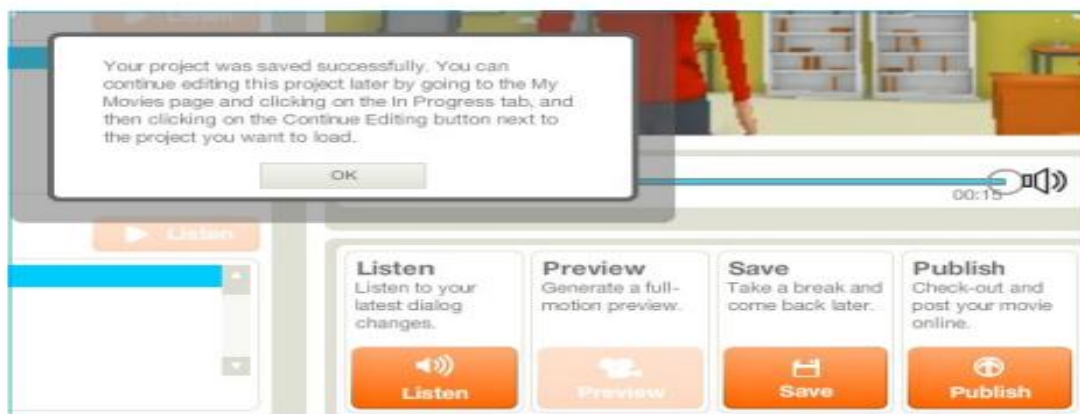 Your project was saved successfully. You can
continue editing this project later by going to the My
Movies page and clicking on the In Progress tab, and
then clicking on the Continue Editing button next to
the project you want to load.
OK
00:15
Listen
Listen
Listen to your
latest dialog
changes.
Listen
Preview
Generate a full-
motion preview.
Preview
Save
Take a break and
come back later.
Save
Publish
Check-out and
post your movie
online.
Publish